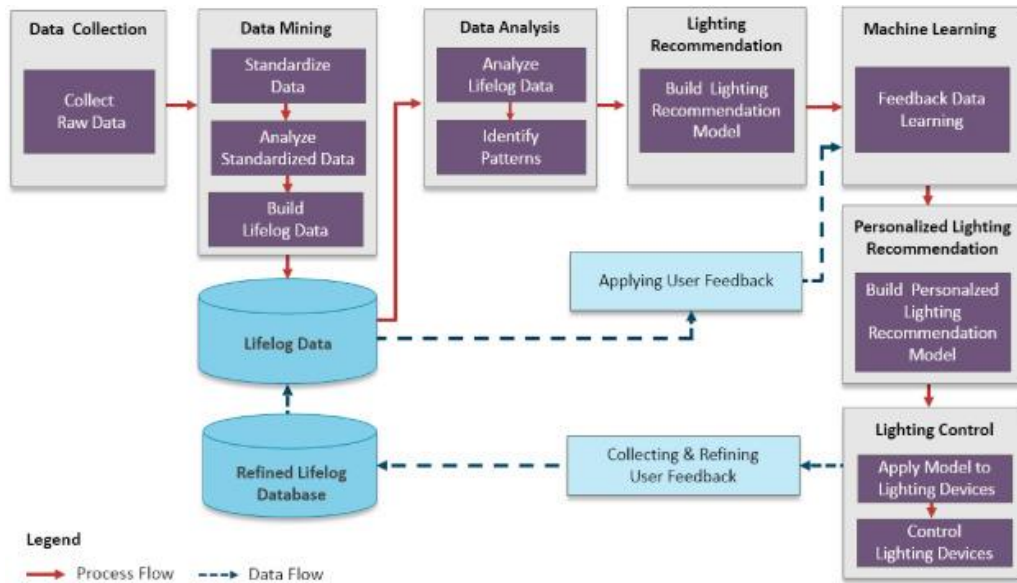 Data Collection
Collect
Raw Data
Data Mining
Standardize
Data
Analyze
Standardized Data
Build
Lifelog Data
Data Analysis
Analyze
Lifelog Data
Identify
Patterns
Lighting
Recommendation
Build Lighting
Recommendation
Model
Machine Learning
Feedback Data
Learning
Personalized Lighting
Recommendation
Build Personalzed
Lighting
Recommendation
Model
Applying User Feedback
Lifelog Data
Lighting Control
Apply Model to
Lighting Devices
Control
Lighting Devices
Collecting & Refining
User Feedback
Refined Lifelog
Database
Legend
Process Flow
Data Flow